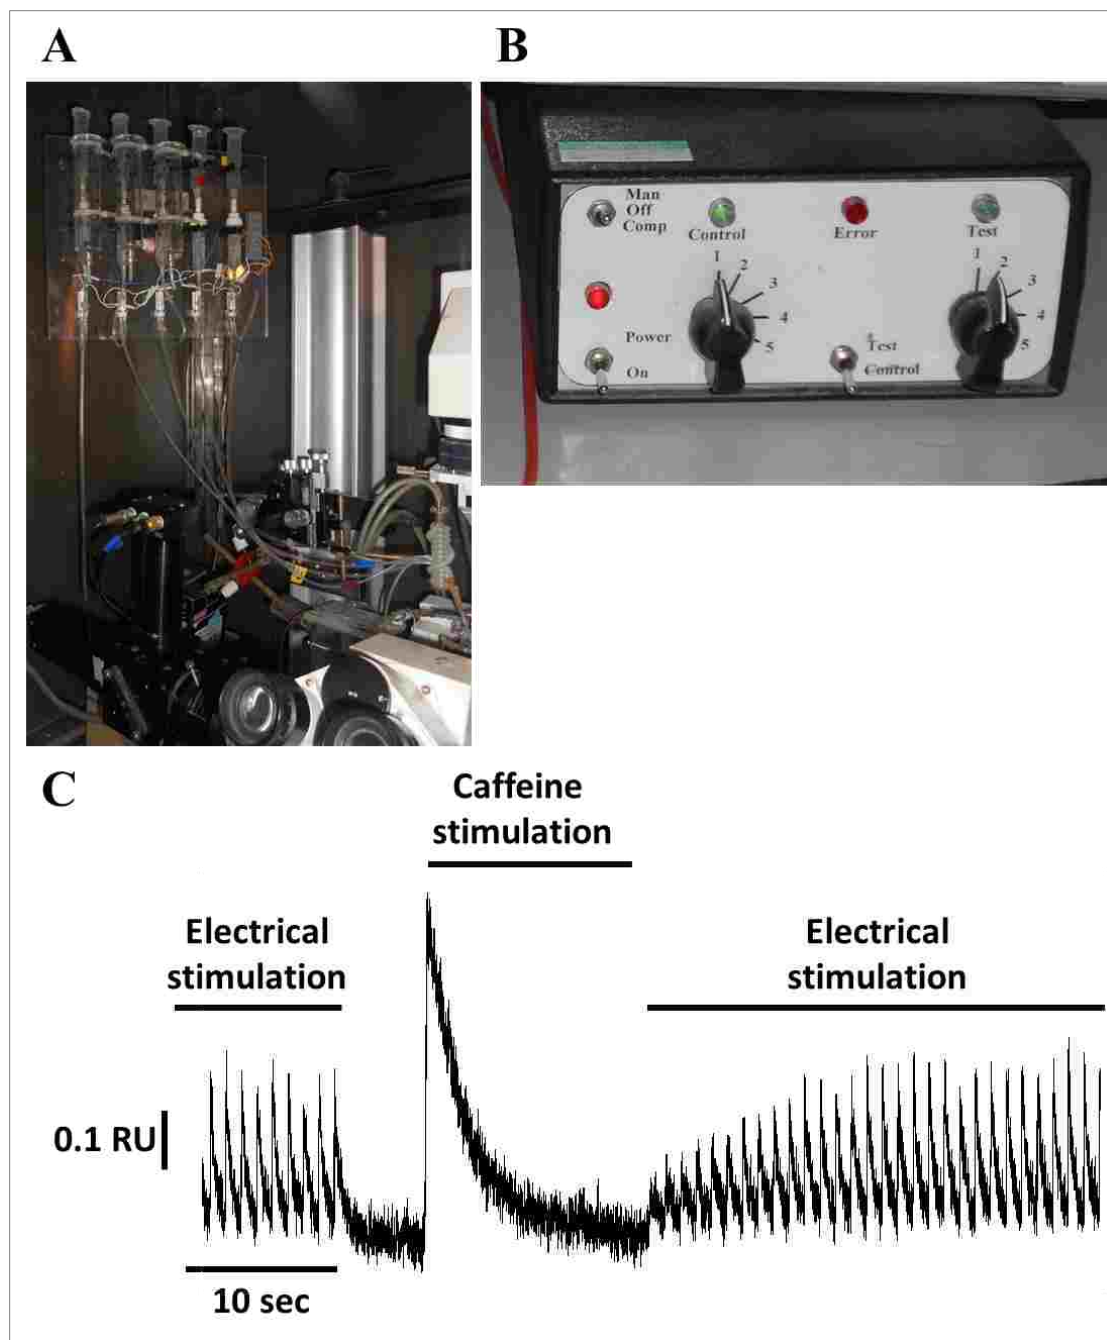 A
B
Man
Off
Comp
Control
Error
Test
1
2
3
4
5
1
2
3
4
5
Power
On
Test
Control
C
Caffeine
stimulation
Electrical
stimulation
Electrical
stimulation
0.1 RU
10 sec